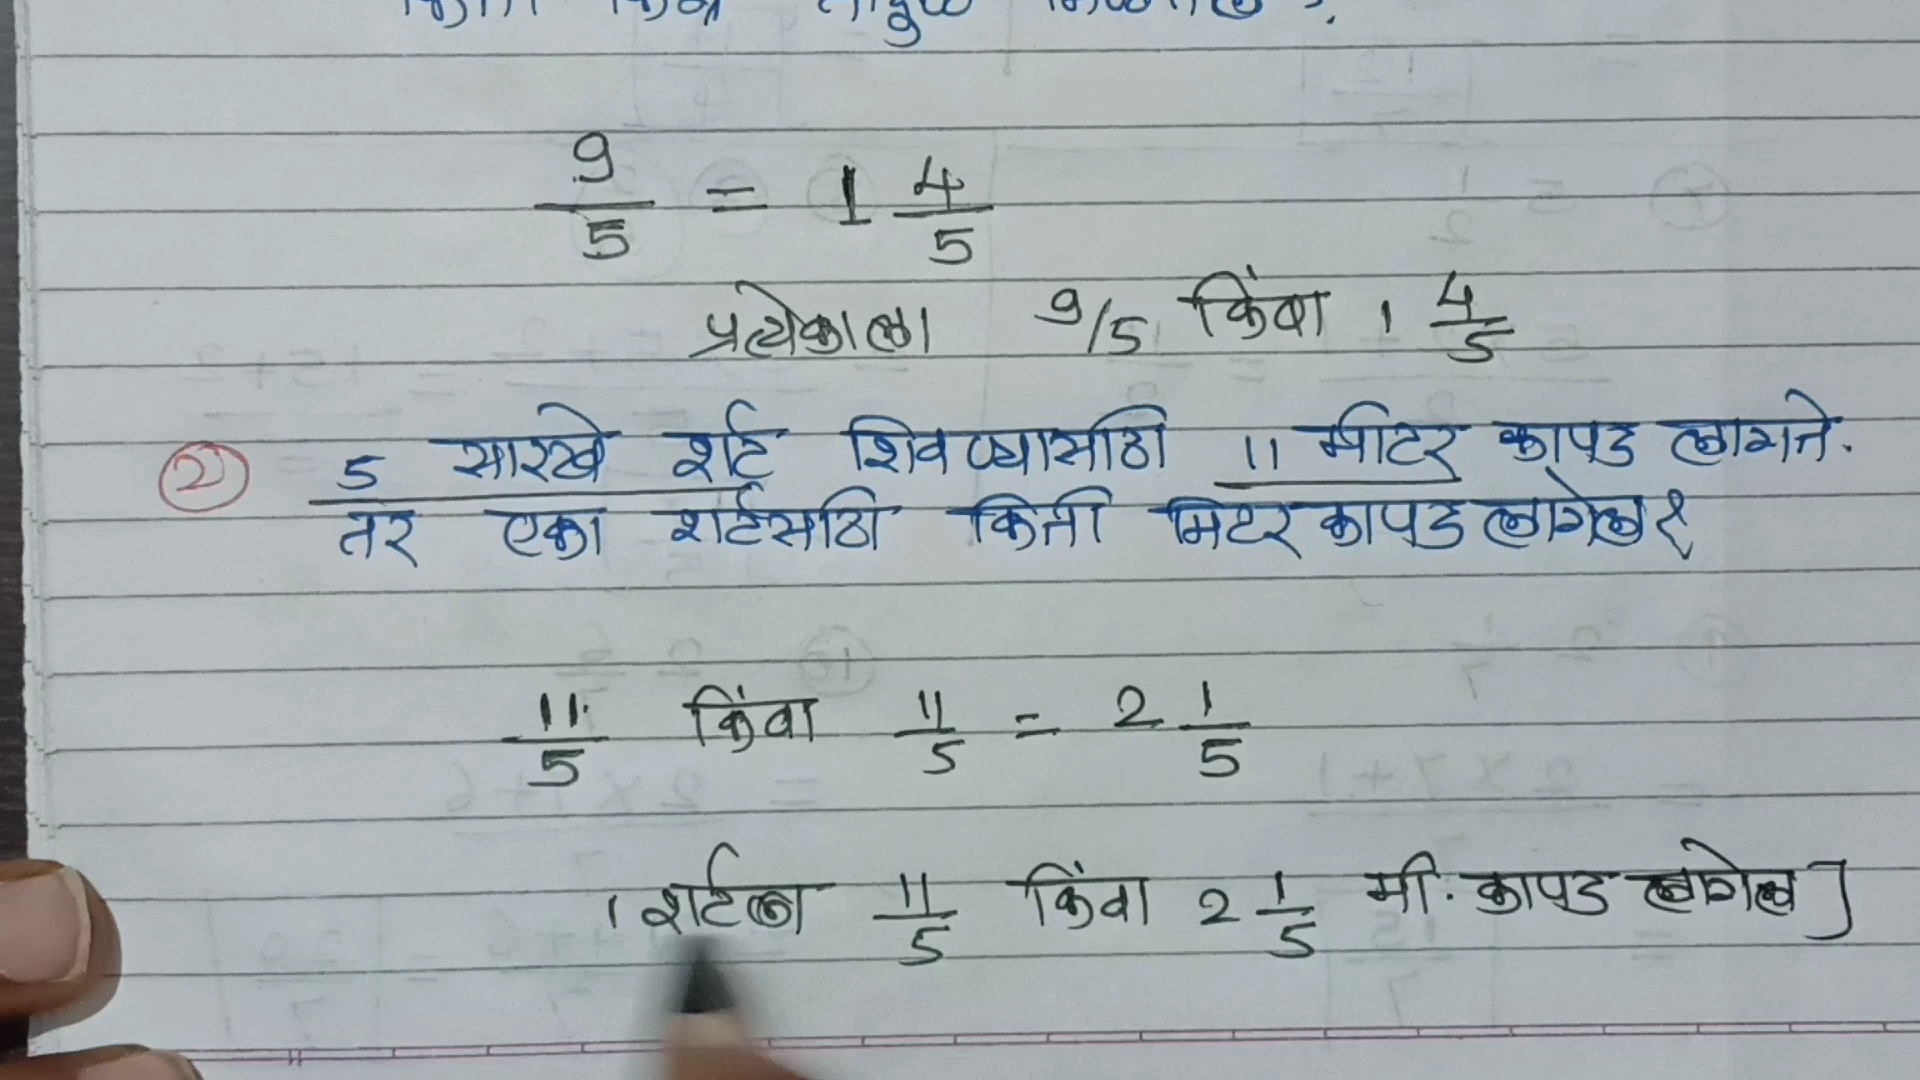 9/5 = 1 4/5
प्रत्येकाला 9/5 किंवा 1 4/5
2) 5 सारखे शर्ट शिवण्यासाठी 11 मीटर कापड लागते.
तर एका शर्टसाठी किती मिटर कापड लागेल?
11/5 किंवा 11/5 = 2 1/5
1 शर्टला 11/5 किंवा 2 1/5 मी. कापड लागेल]